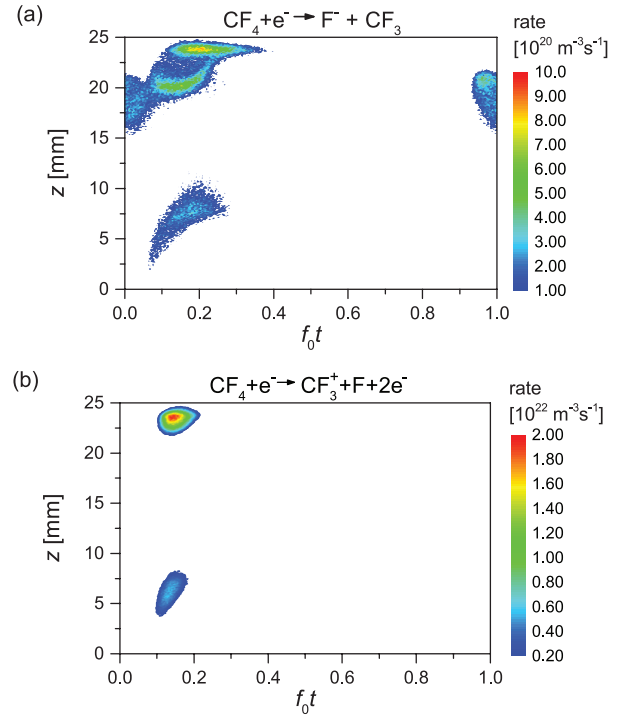 (a)
CF₄+e⁻→ F⁻ + CF₃
rate
[10²⁰ m⁻³s⁻¹]
25
20
15
10
5
0
z [mm]
0.0 0.2 0.4 0.6 0.8 1.0
f₀t
10.0
9.00
8.00
7.00
6.00
5.00
4.00
3.00
2.00
1.00
(b)
CF₄+e⁻→ CF₃⁺+F+2e⁻
rate
[10²² m⁻³s⁻¹]
25
20
15
10
5
0
z [mm]
0.0 0.2 0.4 0.6 0.8 1.0
f₀t
2.00
1.80
1.60
1.40
1.20
1.00
0.80
0.60
0.40
0.20